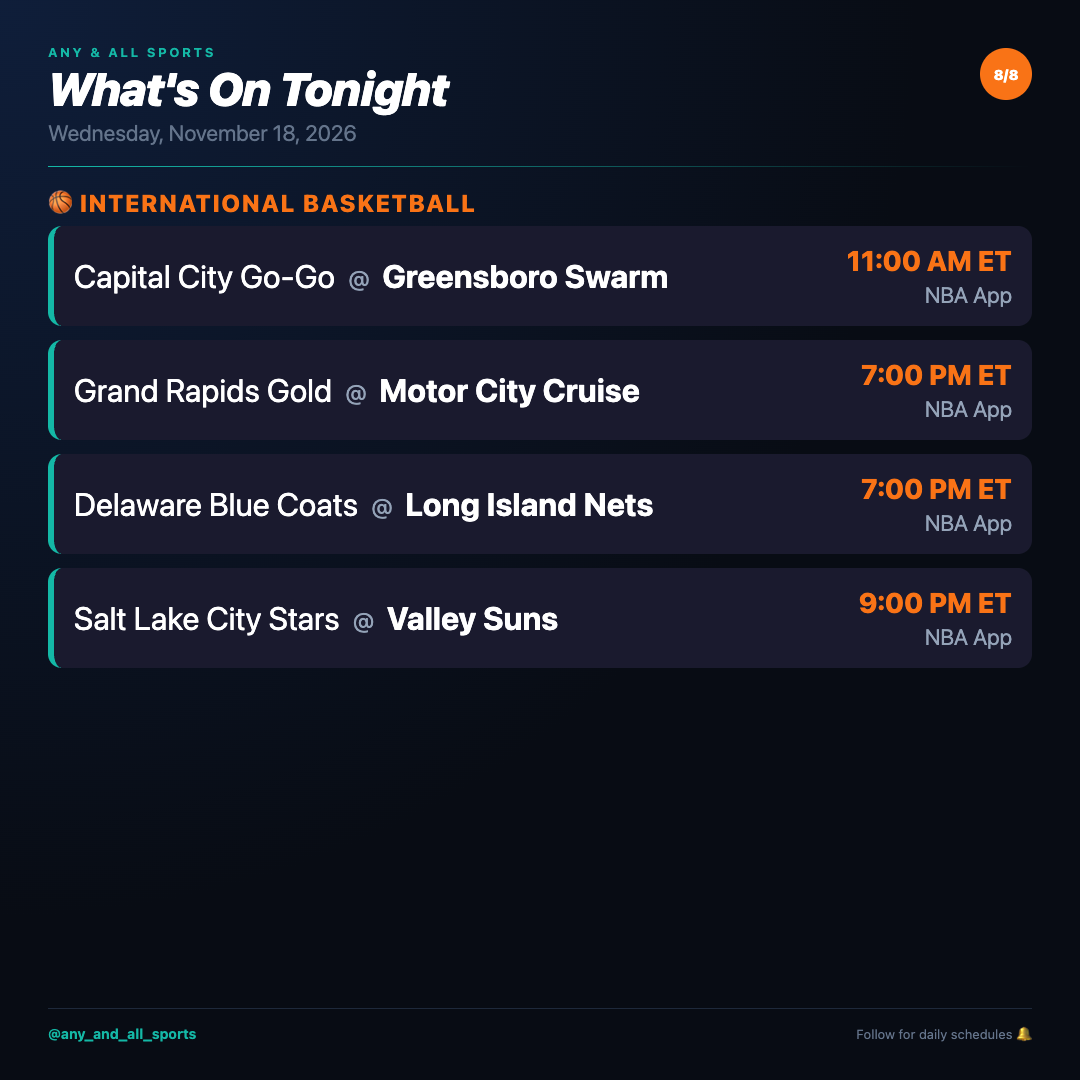 ANY & ALL SPORTS
What's On Tonight
8/8
Wednesday, November 18, 2026
🏀 INTERNATIONAL BASKETBALL
Capital City Go-Go @ Greensboro Swarm
11:00 AM ET
NBA App
Grand Rapids Gold @ Motor City Cruise
7:00 PM ET
NBA App
Delaware Blue Coats @ Long Island Nets
7:00 PM ET
NBA App
Salt Lake City Stars @ Valley Suns
9:00 PM ET
NBA App
@any_and_all_sports
Follow for daily schedules 🔔